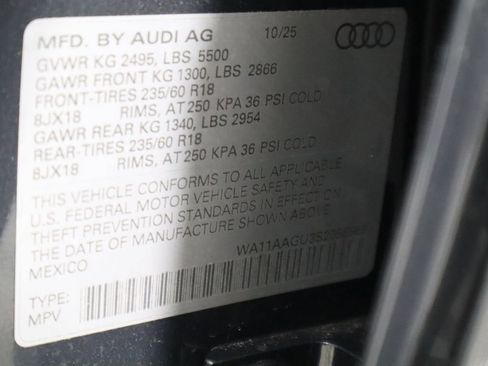 MFD. BY AUDI AG 10/25
GVWR KG 2495, LBS 5500
GAWR FRONT KG 1300, LBS 2866
FRONT-TIRES 235/60 R18
8JX18 RIMS, AT 250 KPA 36 PSI COLD
GAWR REAR KG 1340, LBS 2954
REAR-TIRES 235/60 R18
8JX18 RIMS, AT 250 KPA 36 PSI COLD
THIS VEHICLE CONFORMS TO ALL APPLICABLE
U.S. FEDERAL MOTOR VEHICLE SAFETY AND
THEFT PREVENTION STANDARDS IN EFFECT ON
THE DATE OF MANUFACTURE SHOWN ABOVE
MEXICO
TYPE:
MPV